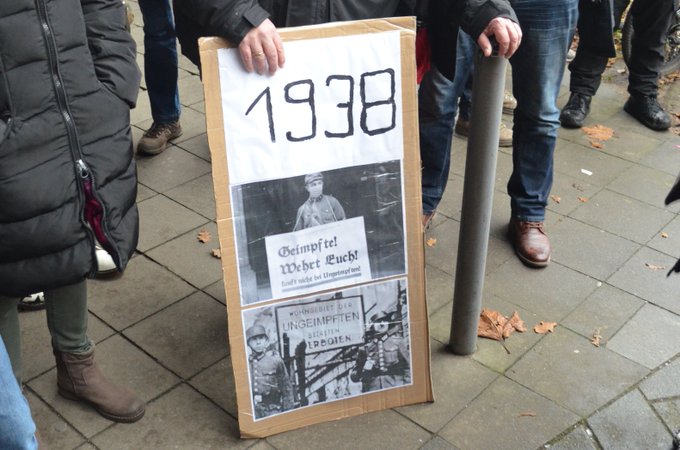 1938
Geimpfte!
Wehrt Euch!
kauft nicht bei Ungeimpften!
WOHNGEBIET DER
UNGEIMPFTEN
BETRETEN
VERBOTEN